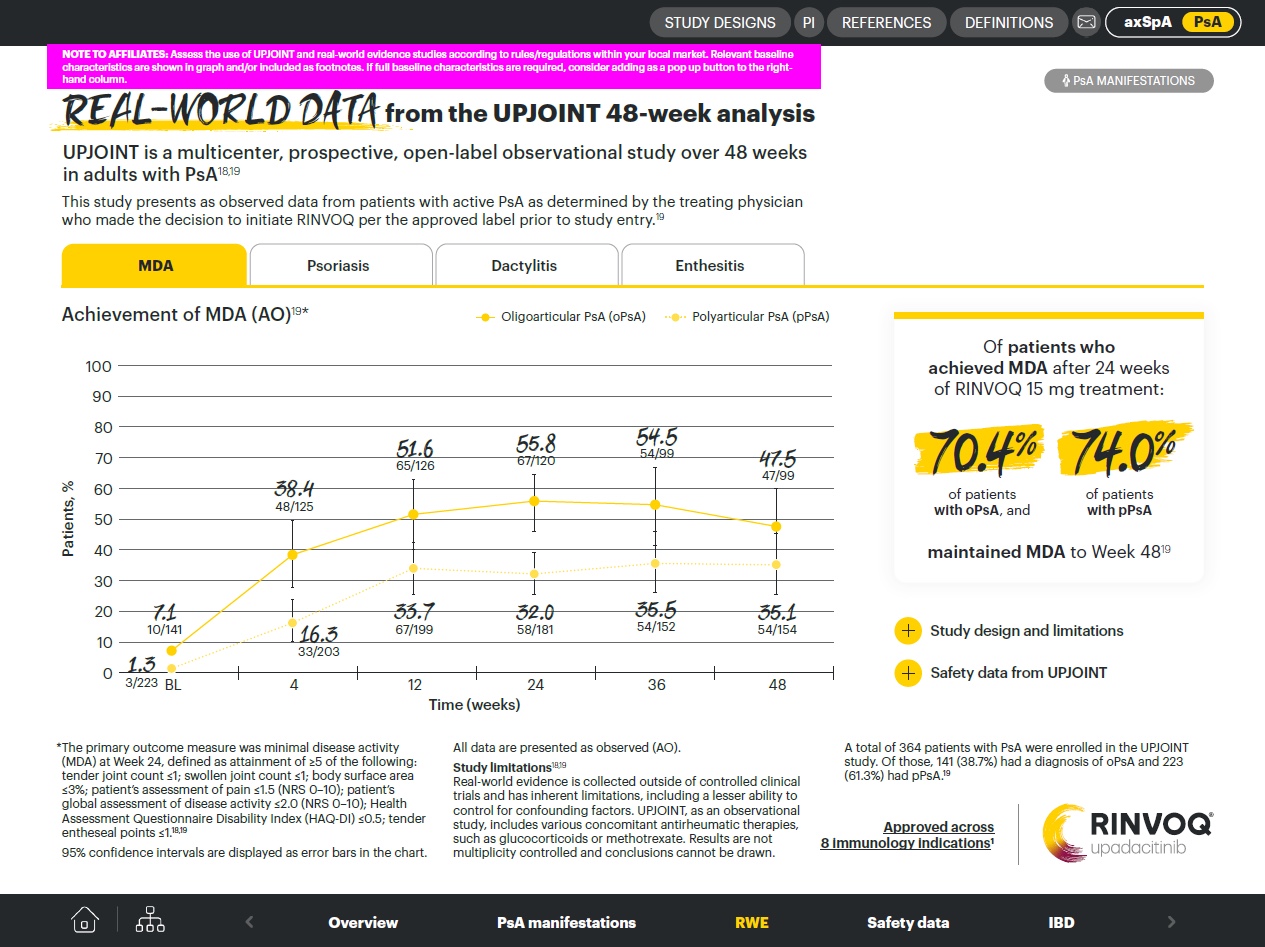 STUDY DESIGNS PI REFERENCES DEFINITIONS axSpA PsA
NOTE TO AFFILIATES: Assess the use of UPJOINT and real-world evidence studies according to rules/regulations within your local market. Relevant baseline
characteristics are shown in graph and/or included as footnotes. If full baseline characteristics are required, consider adding as a pop up button to the right-
hand column.
PsA MANIFESTATIONS
REAL-WORLD DATA from the UPJOINT 48-week analysis
UPJOINT is a multicenter, prospective, open-label observational study over 48 weeks
in adults with PsA18,19
This study presents as observed data from patients with active PsA as determined by the treating physician
who made the decision to initiate RINVOQ per the approved label prior to study entry.19
MDA Psoriasis Dactylitis Enthesitis
Achievement of MDA (AO)19*
Oligoarticular PsA (oPsA) Polyarticular PsA (pPsA)
Patients, %
100
90
80
70
60
50
40
30
20
10
0
7.1
10/141
38.4
48/125
51.6
65/126
55.8
67/120
54.5
54/99
47.5
47/99
1.3
3/223
16.3
33/203
33.7
67/199
32.0
58/181
35.5
54/152
35.1
54/154
BL 4 12 24 36 48
Time (weeks)
Of patients who
achieved MDA after 24 weeks
of RINVOQ 15 mg treatment:
70.4% 74.0%
of patients
with oPsA, and
of patients
with pPsA
maintained MDA to Week 4819
Study design and limitations
Safety data from UPJOINT
*The primary outcome measure was minimal disease activity
(MDA) at Week 24, defined as attainment of ≥5 of the following:
tender joint count ≤1; swollen joint count ≤1; body surface area
≤3%; patient's assessment of pain ≤1.5 (NRS 0–10); patient's
global assessment of disease activity ≤2.0 (NRS 0–10); Health
Assessment Questionnaire Disability Index (HAQ-DI) ≤0.5; tender
entheseal points ≤1.18,19
95% confidence intervals are displayed as error bars in the chart.
All data are presented as observed (AO).
Study limitations18,19
Real-world evidence is collected outside of controlled clinical
trials and has inherent limitations, including a lesser ability to
control for confounding factors. UPJOINT, as an observational
study, includes various concomitant antirheumatic therapies,
such as glucocorticoids or methotrexate. Results are not
multiplicity controlled and conclusions cannot be drawn.
A total of 364 patients with PsA were enrolled in the UPJOINT
study. Of those, 141 (38.7%) had a diagnosis of oPsA and 223
(61.3%) had pPsA.19
Approved across
8 immunology indications1
RINVOQ®
upadacitinib
Overview PsA manifestations RWE Safety data IBD